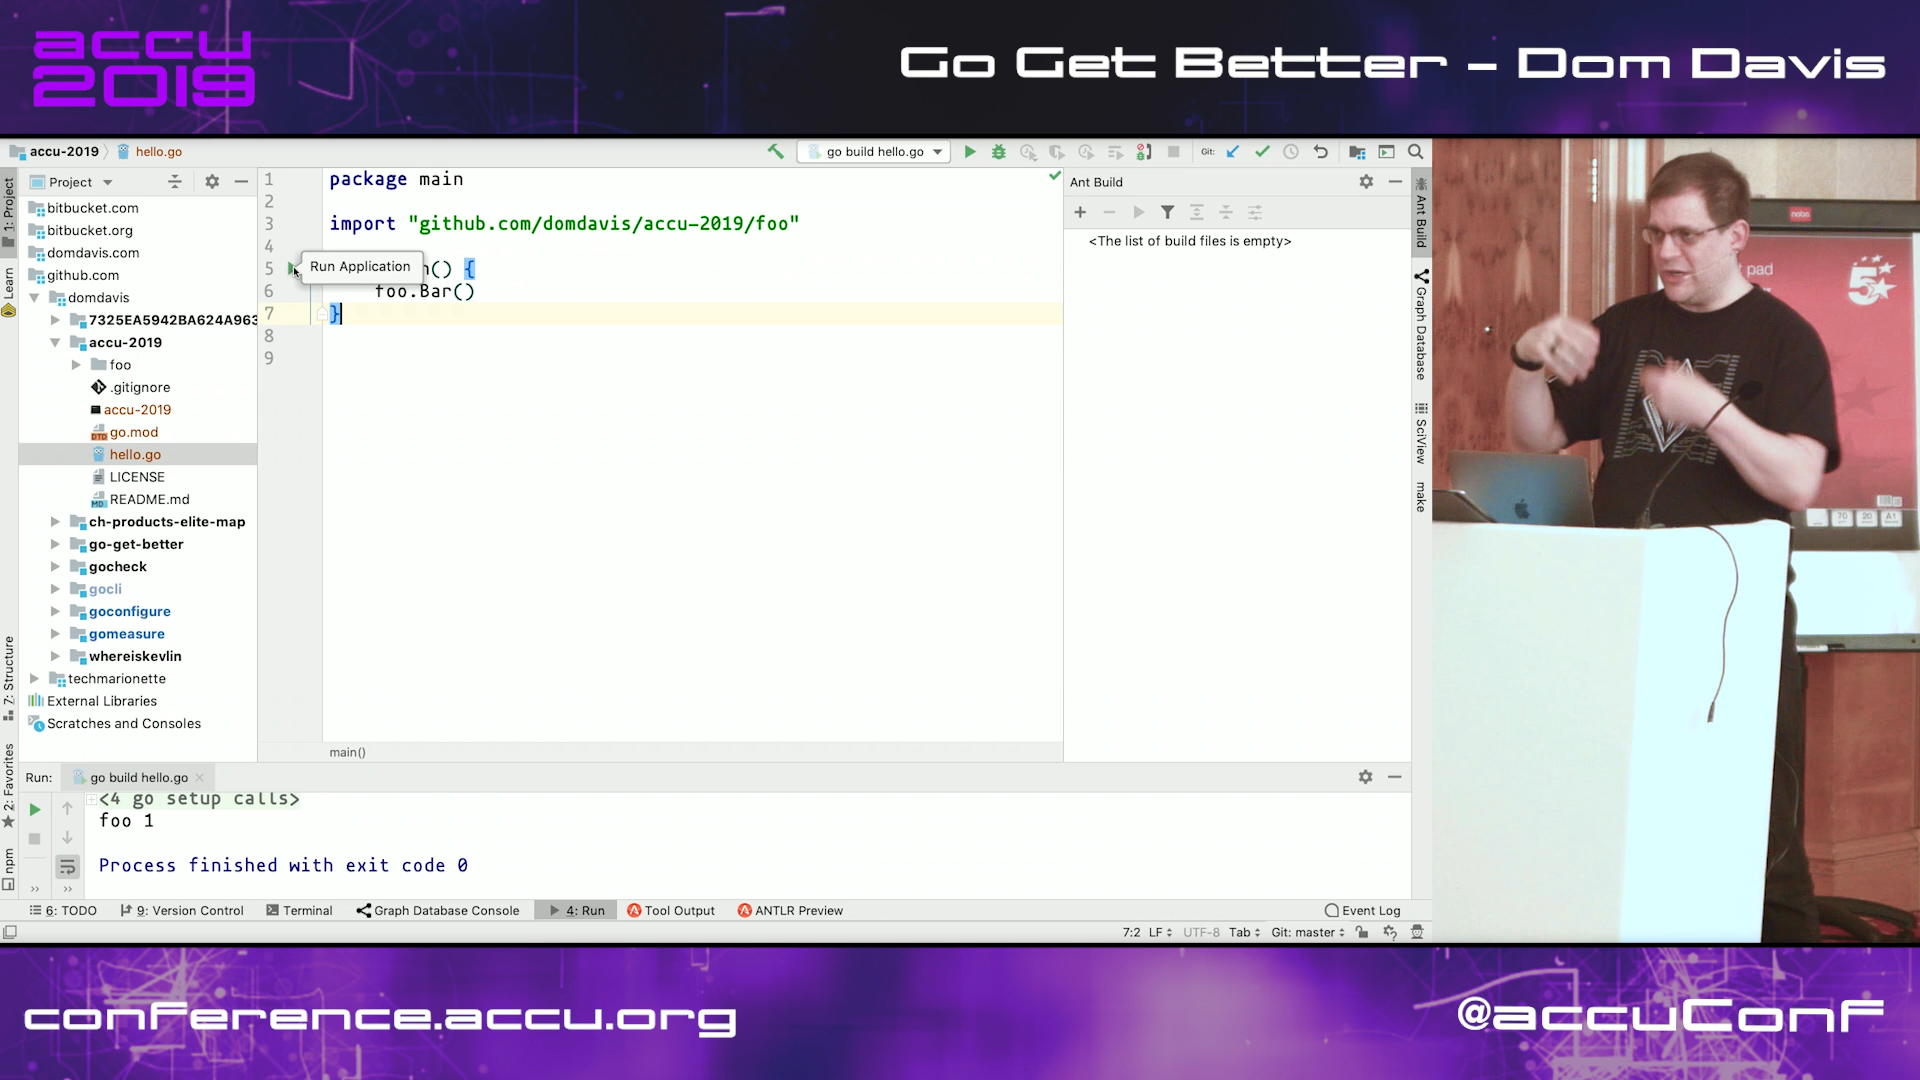 accu
2019
Go Get Better – Dom Davis
accu-2019
hello.go
go build hello.go
Git:
Project
bitbucket.com
bitbucket.org
domdavis.com
github.com
domdavis
7325EA5942BA624A963
accu-2019
foo
.gitignore
accu-2019
go.mod
hello.go
LICENSE
README.md
ch-products-elite-map
go-get-better
gocheck
gocli
goconfigure
gomeasure
whereiskevlin
techmarionette
External Libraries
Scratches and Consoles
1: Project
Learn
7: Structure
2: Favorites
npm
1 package main
2
3 import "github.com/domdavis/accu-2019/foo"
4
5 n() {
Run Application
6 foo.Bar()
7 }
8
9
main()
Ant Build
<The list of build files is empty>
Ant Build
Graph Database
SciView
make
Run: go build hello.go
<4 go setup calls>
foo 1
Process finished with exit code 0
6: TODO
9: Version Control
Terminal
Graph Database Console
4: Run
Tool Output
ANTLR Preview
Event Log
7:2 LF UTF-8 Tab Git: master
nobo
pad
5
70 20 A1
conference.accu.org
@accuConf